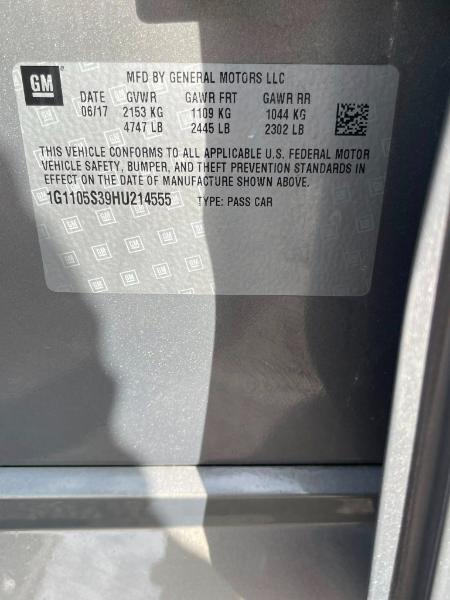 GM
MFD BY GENERAL MOTORS LLC
DATE GVWR GAWR FRT GAWR RR
06/17 2153 KG 1109 KG 1044 KG
4747 LB 2445 LB 2302 LB
THIS VEHICLE CONFORMS TO ALL APPLICABLE U.S. FEDERAL MOTOR
VEHICLE SAFETY, BUMPER, AND THEFT PREVENTION STANDARDS IN
EFFECT ON THE DATE OF MANUFACTURE SHOWN ABOVE.
1G1105S39HU214555 TYPE: PASS CAR